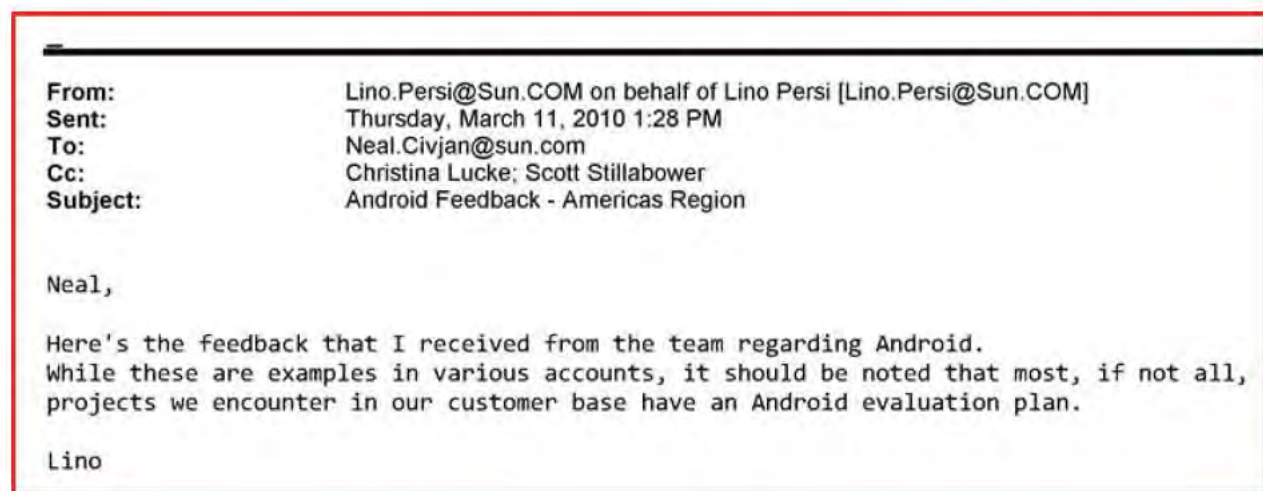 From: Lino.Persi@Sun.COM on behalf of Lino Persi [Lino.Persi@Sun.COM]
Sent: Thursday, March 11, 2010 1:28 PM
To: Neal.Civjan@sun.com
Cc: Christina Lucke; Scott Stillabower
Subject: Android Feedback - Americas Region
Neal,
Here's the feedback that I received from the team regarding Android.
While these are examples in various accounts, it should be noted that most, if not all,
projects we encounter in our customer base have an Android evaluation plan.
Lino